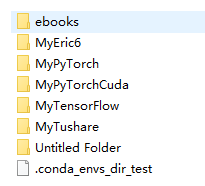 ebooks
MyEric6
MyPyTorch
MyPyTorchCuda
MyTensorFlow
MyTushare
Untitled Folder
.conda_envs_dir_test